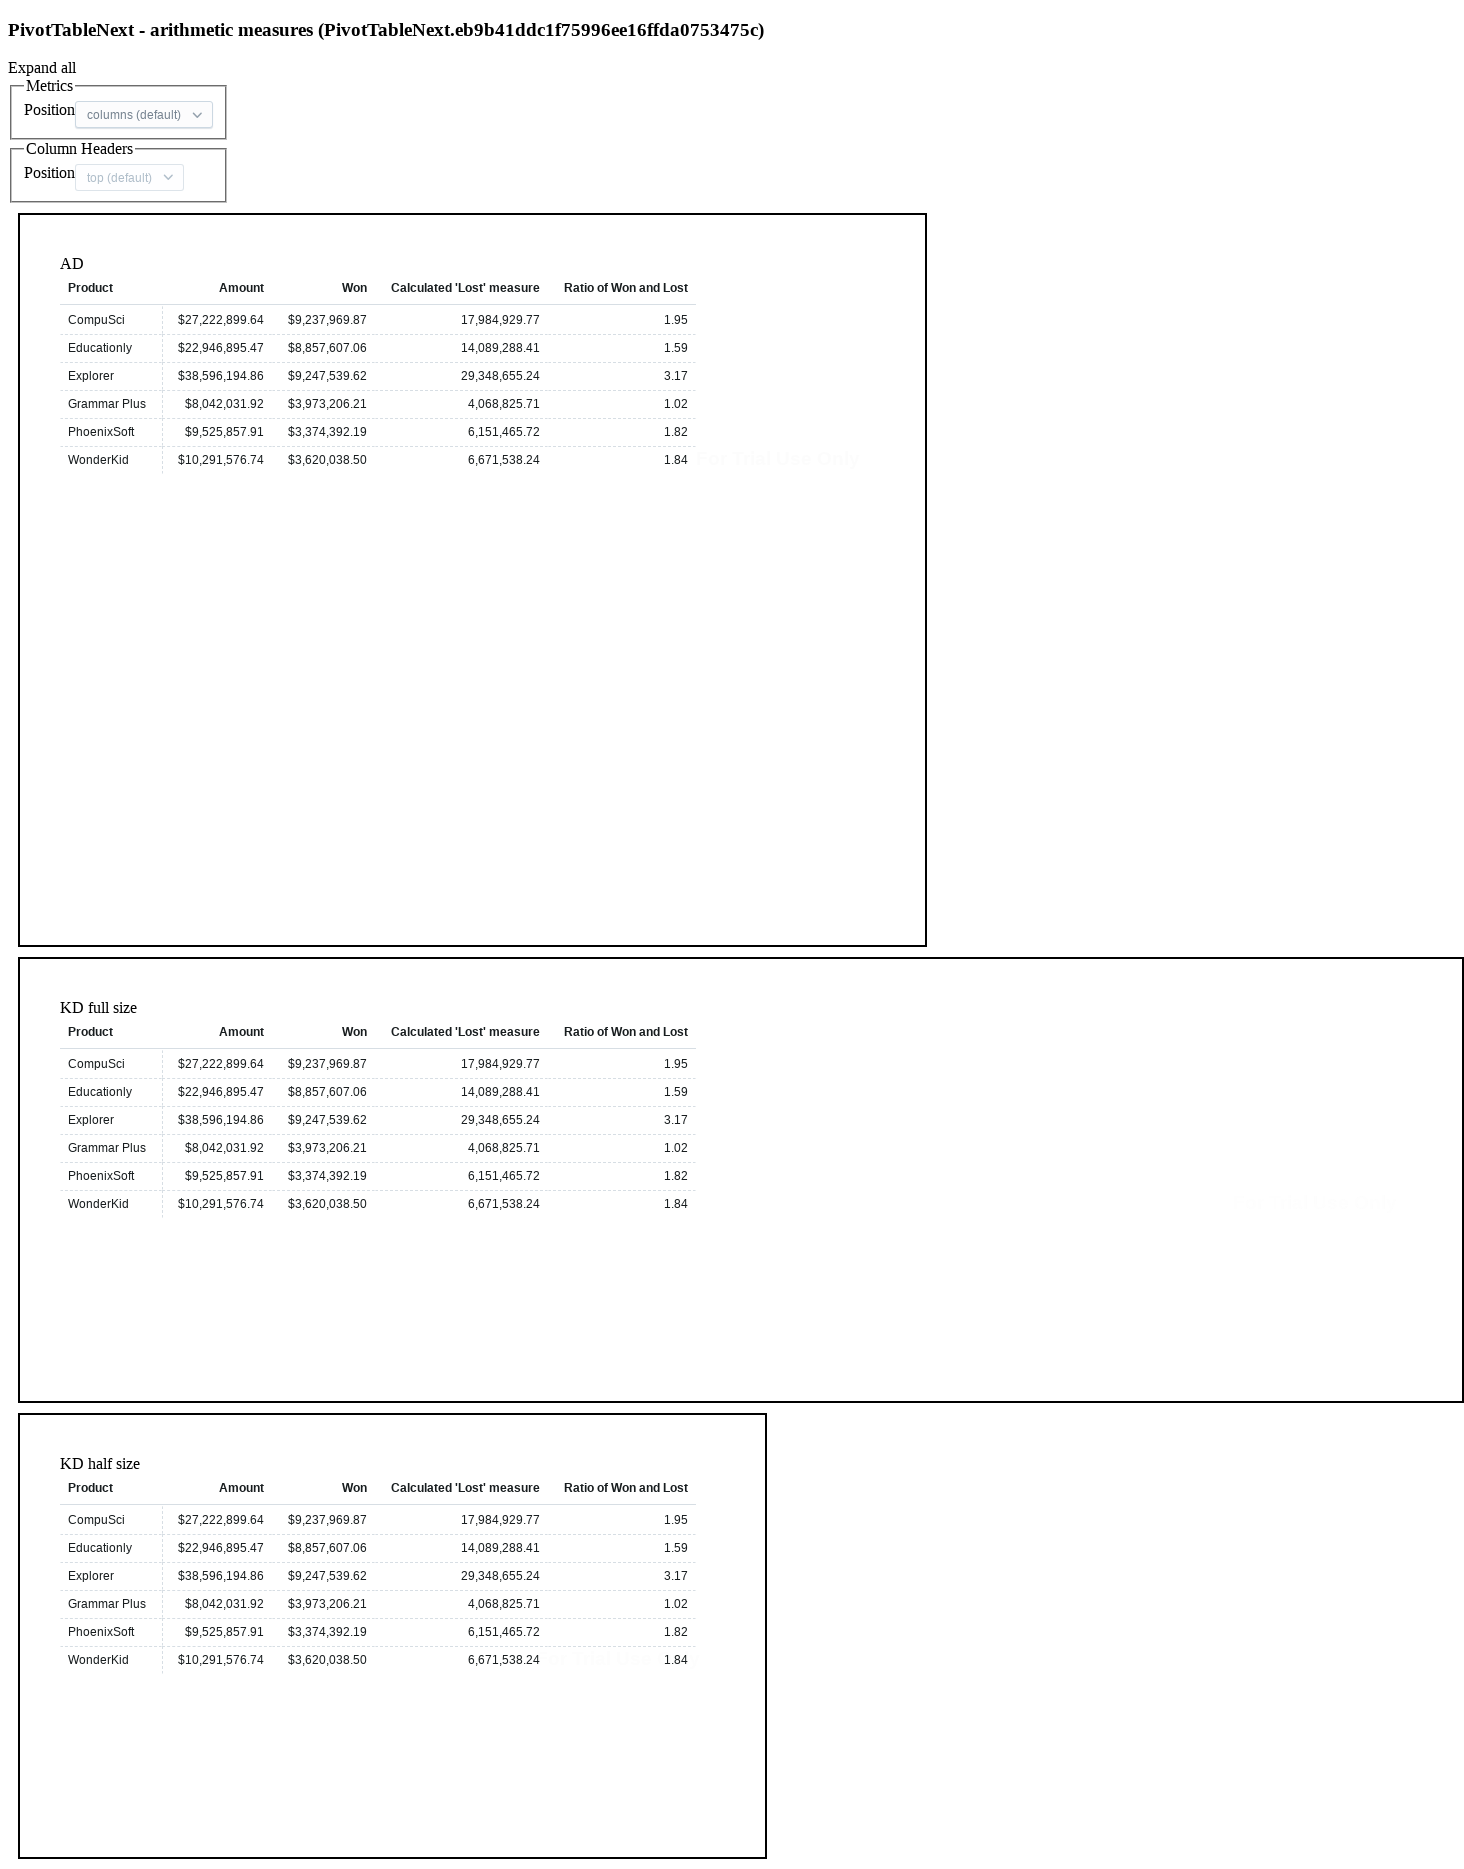 PivotTableNext - arithmetic measures (PivotTableNext.eb9b41ddc1f75996ee16ffda0753475c)
Expand all
Metrics
Position columns (default)
Column Headers
Position top (default)
AD
Product Amount Won Calculated 'Lost' measure Ratio of Won and Lost
CompuSci $27,222,899.64 $9,237,969.87 17,984,929.77 1.95
Educationly $22,946,895.47 $8,857,607.06 14,089,288.41 1.59
Explorer $38,596,194.86 $9,247,539.62 29,348,655.24 3.17
Grammar Plus $8,042,031.92 $3,973,206.21 4,068,825.71 1.02
PhoenixSoft $9,525,857.91 $3,374,392.19 6,151,465.72 1.82
WonderKid $10,291,576.74 $3,620,038.50 6,671,538.24 1.84
KD full size
Product Amount Won Calculated 'Lost' measure Ratio of Won and Lost
CompuSci $27,222,899.64 $9,237,969.87 17,984,929.77 1.95
Educationly $22,946,895.47 $8,857,607.06 14,089,288.41 1.59
Explorer $38,596,194.86 $9,247,539.62 29,348,655.24 3.17
Grammar Plus $8,042,031.92 $3,973,206.21 4,068,825.71 1.02
PhoenixSoft $9,525,857.91 $3,374,392.19 6,151,465.72 1.82
WonderKid $10,291,576.74 $3,620,038.50 6,671,538.24 1.84
KD half size
Product Amount Won Calculated 'Lost' measure Ratio of Won and Lost
CompuSci $27,222,899.64 $9,237,969.87 17,984,929.77 1.95
Educationly $22,946,895.47 $8,857,607.06 14,089,288.41 1.59
Explorer $38,596,194.86 $9,247,539.62 29,348,655.24 3.17
Grammar Plus $8,042,031.92 $3,973,206.21 4,068,825.71 1.02
PhoenixSoft $9,525,857.91 $3,374,392.19 6,151,465.72 1.82
WonderKid $10,291,576.74 $3,620,038.50 6,671,538.24 1.84